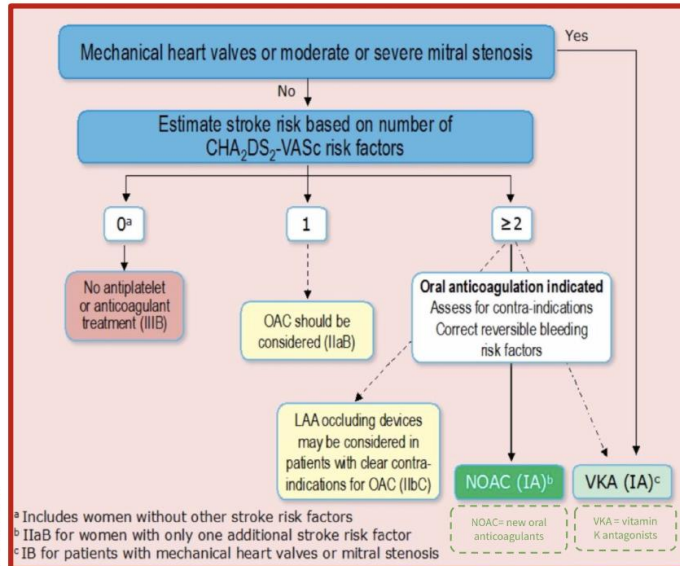 Mechanical heart valves or moderate or severe mitral stenosis
Yes
No
Estimate stroke risk based on number of
CHA₂DS₂-VASc risk factors
0ᵃ
1
≥2
No antiplatelet
or anticoagulant
treatment (IIIB)
OAC should be
considered (IIaB)
Oral anticoagulation indicated
Assess for contra-indications
Correct reversible bleeding
risk factors
LAA occluding devices
may be considered in
patients with clear contra-
indications for OAC (IIbC)
NOAC (IA)ᵇ
VKA (IA)ᶜ
NOAC= new oral
anticoagulants
VKA = vitamin
K antagonists
ᵃ Includes women without other stroke risk factors
ᵇ IIaB for women with only one additional stroke risk factor
ᶜ IB for patients with mechanical heart valves or mitral stenosis